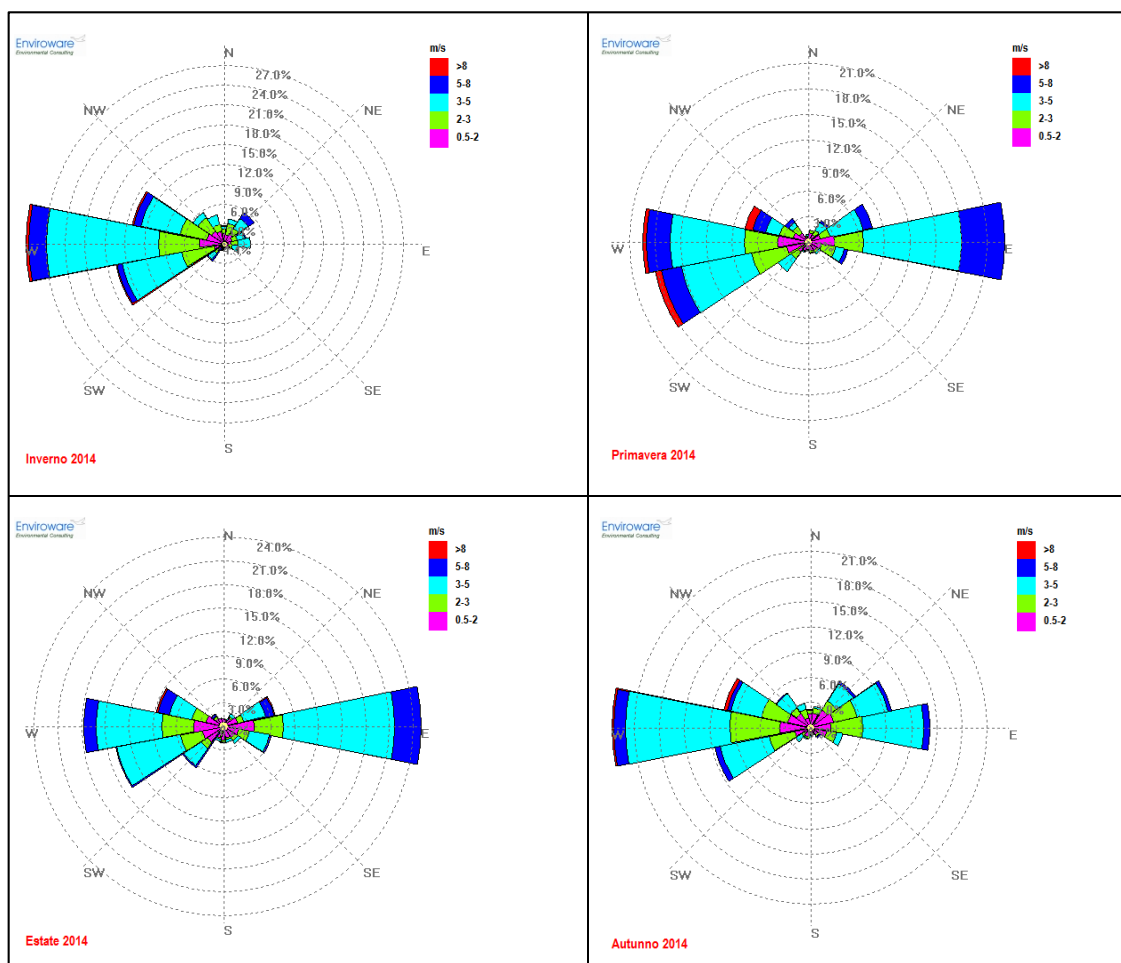 Enviroware
Environmental Consulting
m/s
>8
5-8
3-5
2-3
0.5-2
N
NE
E
SE
S
SW
W
NW
27.0%
24.0%
21.0%
18.0%
15.0%
12.0%
9.0%
6.0%
Inverno 2014
Enviroware
Environmental Consulting
m/s
>8
5-8
3-5
2-3
0.5-2
N
NE
E
SE
S
SW
W
NW
21.0%
18.0%
15.0%
12.0%
9.0%
6.0%
3.0%
Primavera 2014
Enviroware
Environmental Consulting
m/s
>8
5-8
3-5
2-3
0.5-2
N
NE
E
SE
S
SW
W
NW
24.0%
21.0%
18.0%
15.0%
12.0%
9.0%
6.0%
3.0%
Estate 2014
Enviroware
Environmental Consulting
m/s
>8
5-8
3-5
2-3
0.5-2
N
NE
E
SE
S
SW
W
NW
21.0%
18.0%
15.0%
12.0%
9.0%
6.0%
3.0%
Autunno 2014